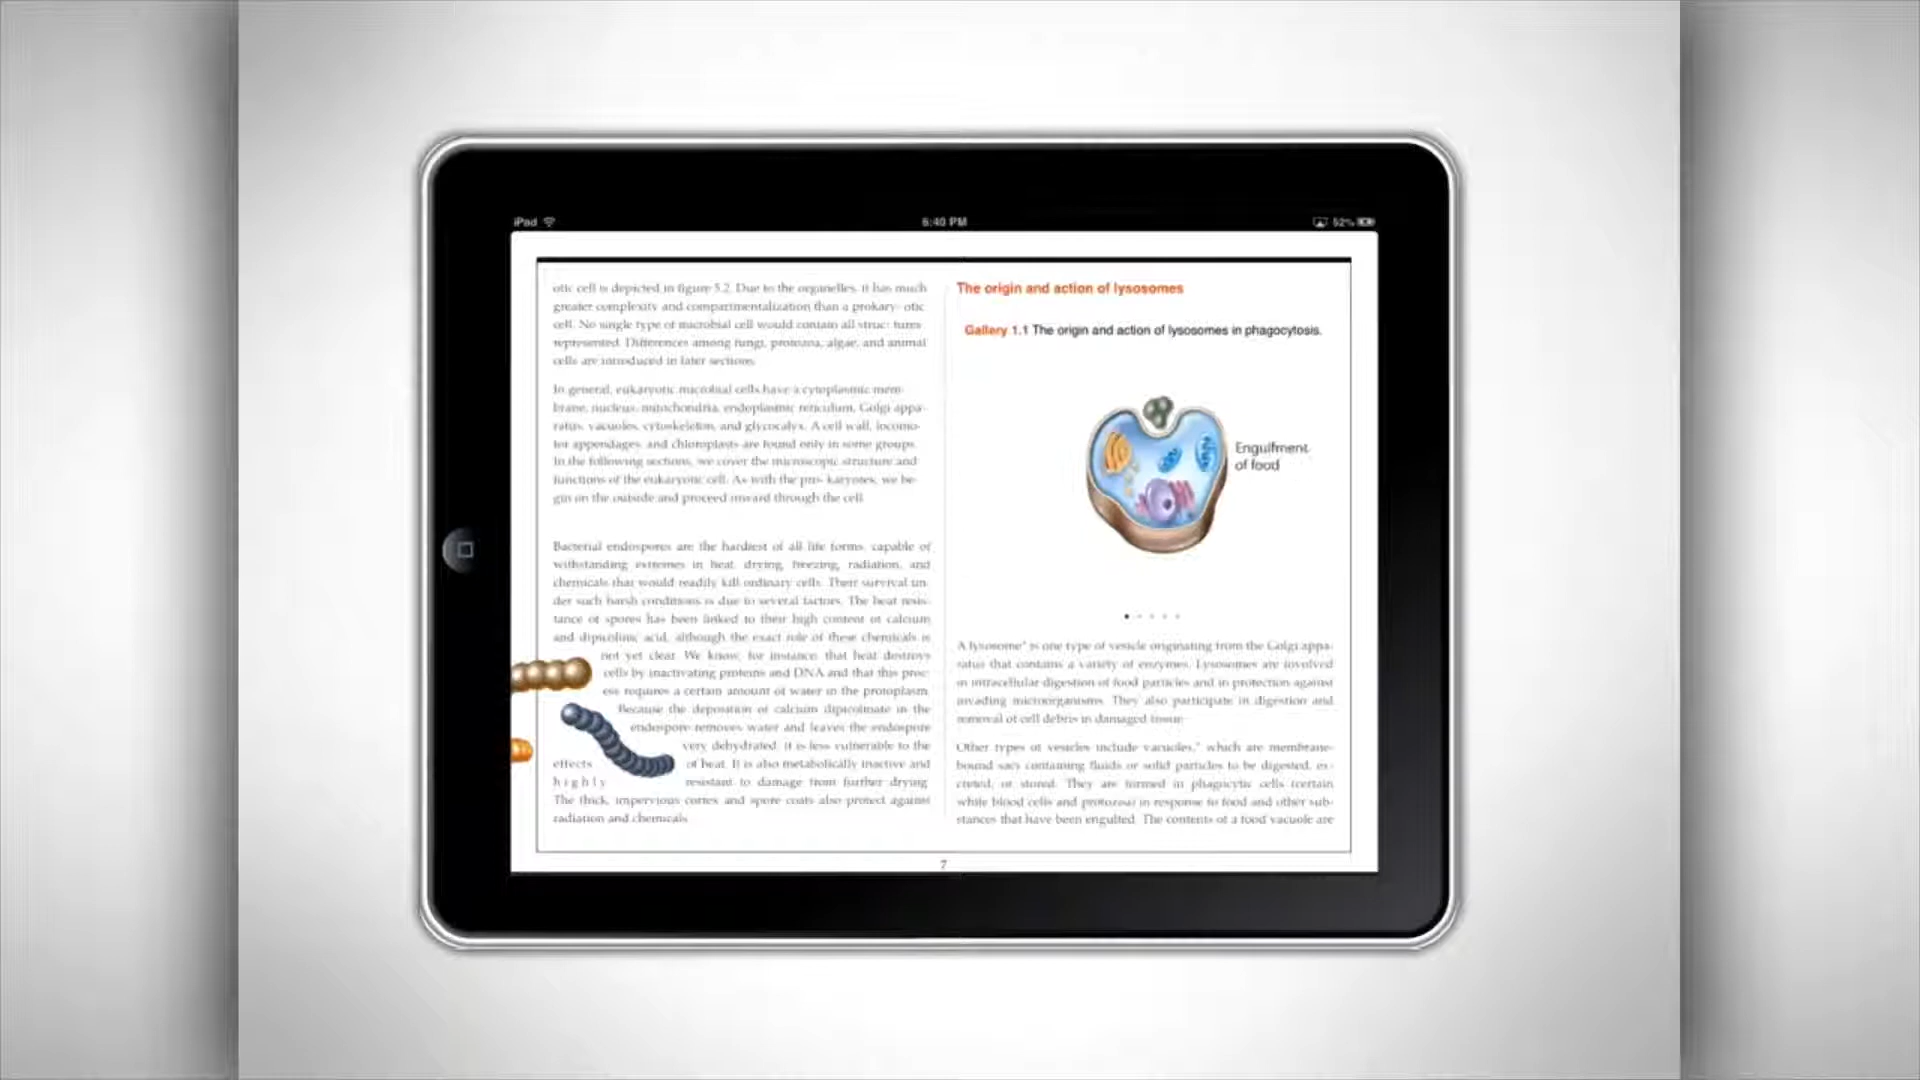 iPad
6:40 PM
52%
otic cell is depicted in figure 5.2. Due to the organelles, it has much
greater complexity and compartmentalization than a prokary- otic
cell. No single type of microbial cell would contain all struc- tures
represented. Differences among fungi, protozoa, algae, and animal
cells are introduced in later sections.
In general, eukaryotic microbial cells have a cytoplasmic mem-
brane, nucleus, mitochondria, endoplasmic reticulum, Golgi appa-
ratus, vacuoles, cytoskeleton, and glycocalyx. A cell wall, locomo-
tor appendages, and chloroplasts are found only in some groups.
In the following sections, we cover the microscopic structure and
functions of the eukaryotic cell. As with the pro- karyotes, we be-
gin on the outside and proceed inward through the cell.
Bacterial endospores are the hardiest of all life forms, capable of
withstanding extremes in heat, drying, freezing, radiation, and
chemicals that would readily kill ordinary cells. Their survival un-
der such harsh conditions is due to several factors. The heat resis-
tance of spores has been linked to their high content of calcium
and dipicolinic acid, although the exact role of these chemicals is
not yet clear. We know, for instance, that heat destroys
cells by inactivating proteins and DNA and that this proc-
ess requires a certain amount of water in the protoplasm.
Because the deposition of calcium dipicolinate in the
endospore removes water and leaves the endospore
very dehydrated, it is less vulnerable to the
effects of heat. It is also metabolically inactive and
highly resistant to damage from further drying.
The thick, impervious cortex and spore coats also protect against
radiation and chemicals
The origin and action of lysosomes
Gallery 1.1 The origin and action of lysosomes in phagocytosis.
Engulfment
of food
A lysosome* is one type of vesicle originating from the Golgi appa-
ratus that contains a variety of enzymes. Lysosomes are involved
in intracellular digestion of food particles and in protection against
invading microorganisms. They also participate in digestion and
removal of cell debris in damaged tissue.
Other types of vesicles include vacuoles,* which are membrane-
bound sacs containing fluids or solid particles to be digested, ex-
creted, or stored. They are formed in phagocytic cells (certain
white blood cells and protozoa) in response to food and other sub-
stances that have been engulfed. The contents of a food vacuole are
7